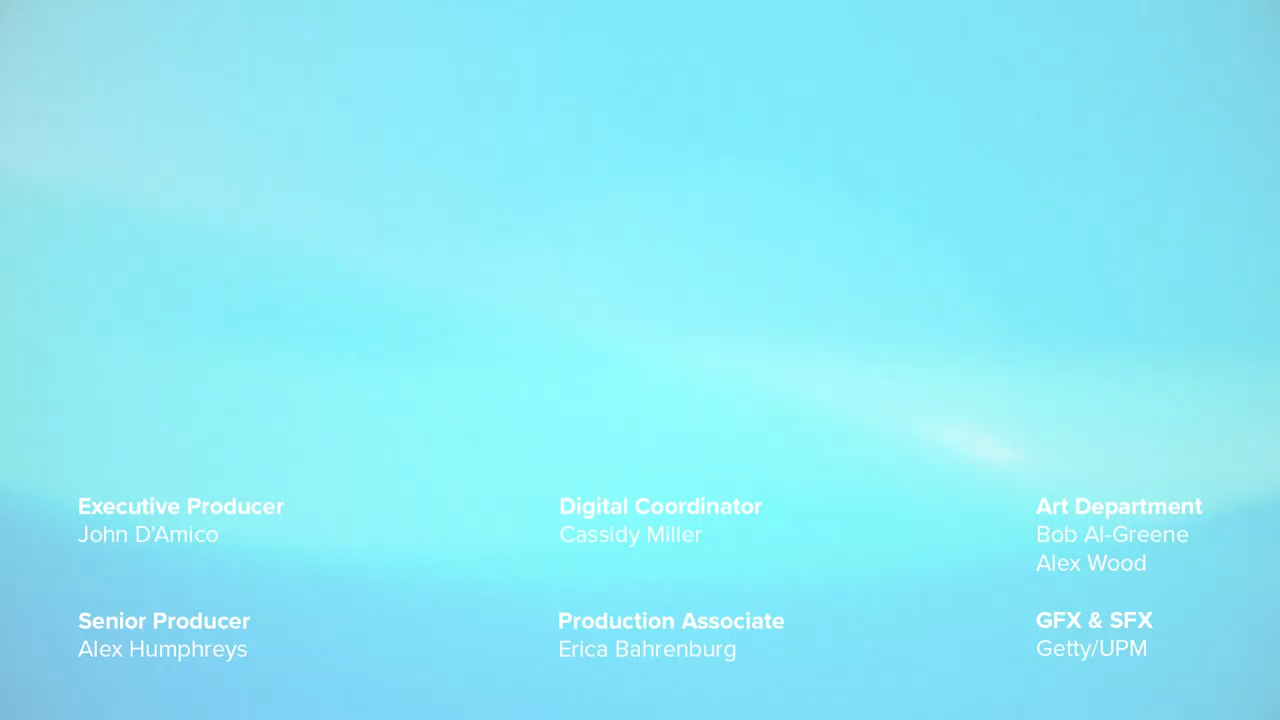 Executive Producer
John D'Amico
Senior Producer
Alex Humphreys
Digital Coordinator
Cassidy Miller
Production Associate
Erica Bahrenburg
Art Department
Bob Al-Greene
Alex Wood
GFX & SFX
Getty/UPM